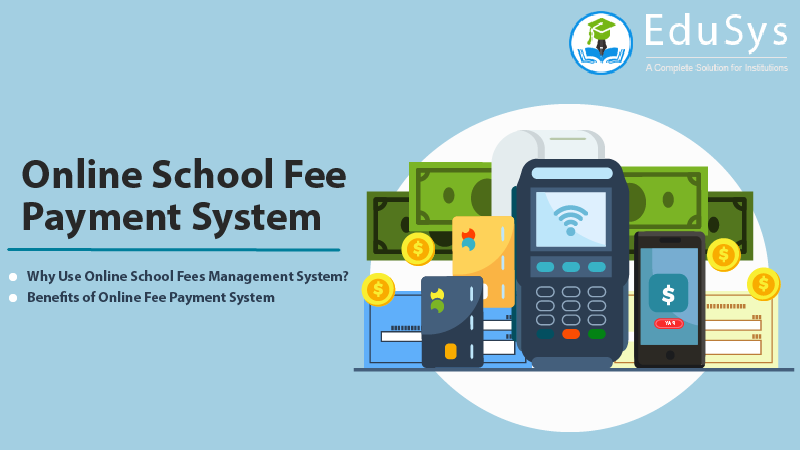 EduSys
A Complete Solution for Institutions
Online School Fee
Payment System
Why Use Online School Fees Management System?
Benefits of Online Fee Payment System
$
$
$
$
$